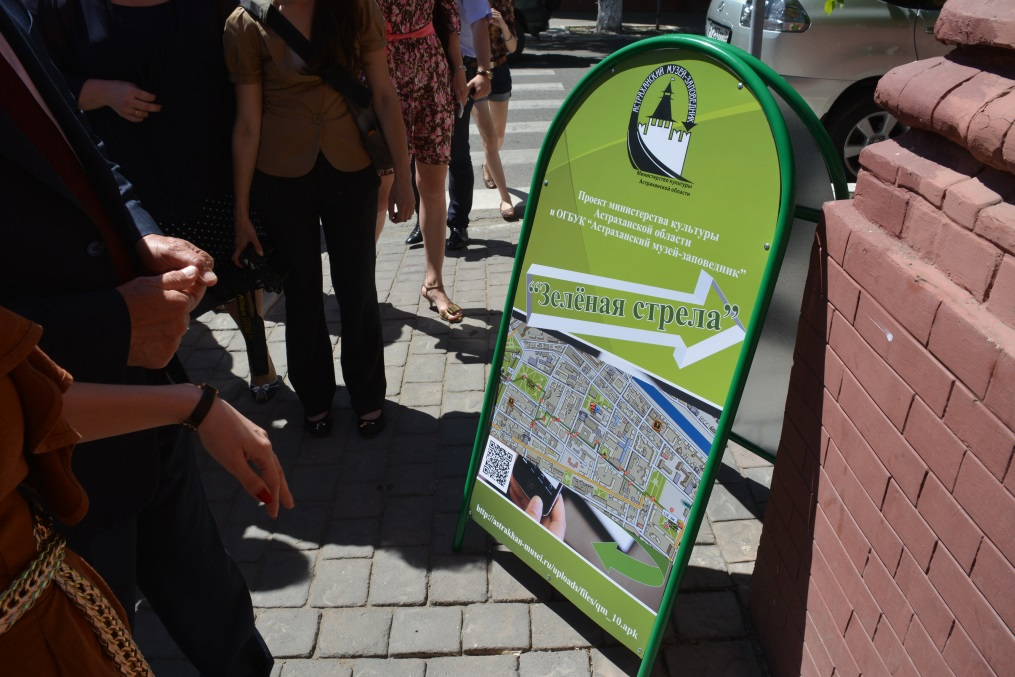 АСТРАХАНСКИЙ МУЗЕЙ-ЗАПОВЕДНИК
Министерство культуры
Астраханской области
Проект министерства культуры
Астраханской области
и ОГБУК "Астраханский музей-заповедник"
“Зелёная стрела”
http://astrakhan-musei.ru/uploads/files/qm_10.apk